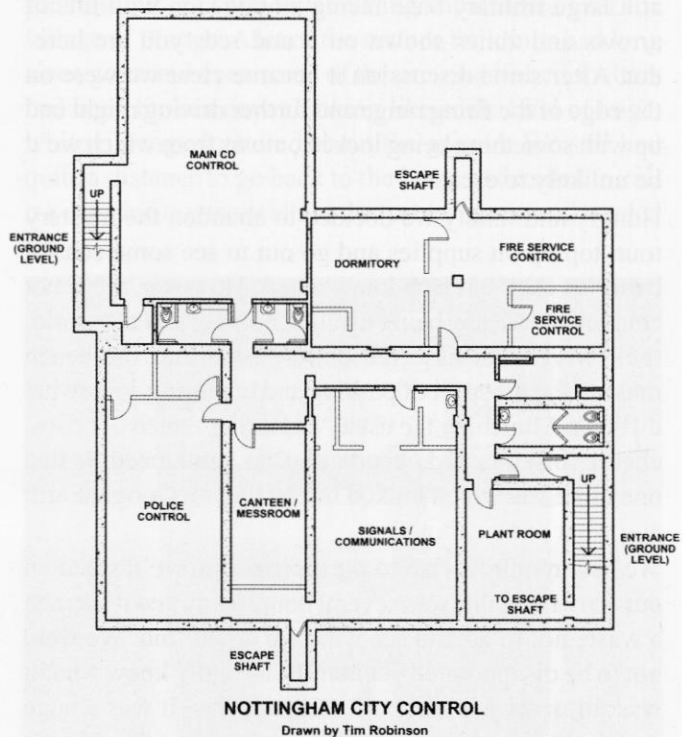 MAIN CD
CONTROL
UP
ENTRANCE
(GROUND
LEVEL)
ESCAPE
SHAFT
DORMITORY
FIRE SERVICE
CONTROL
FIRE
SERVICE
CONTROL
POLICE
CONTROL
CANTEEN /
MESSROOM
SIGNALS /
COMMUNICATIONS
PLANT ROOM
UP
ENTRANCE
(GROUND
LEVEL)
TO ESCAPE
SHAFT
ESCAPE
SHAFT
NOTTINGHAM CITY CONTROL
Drawn by Tim Robinson